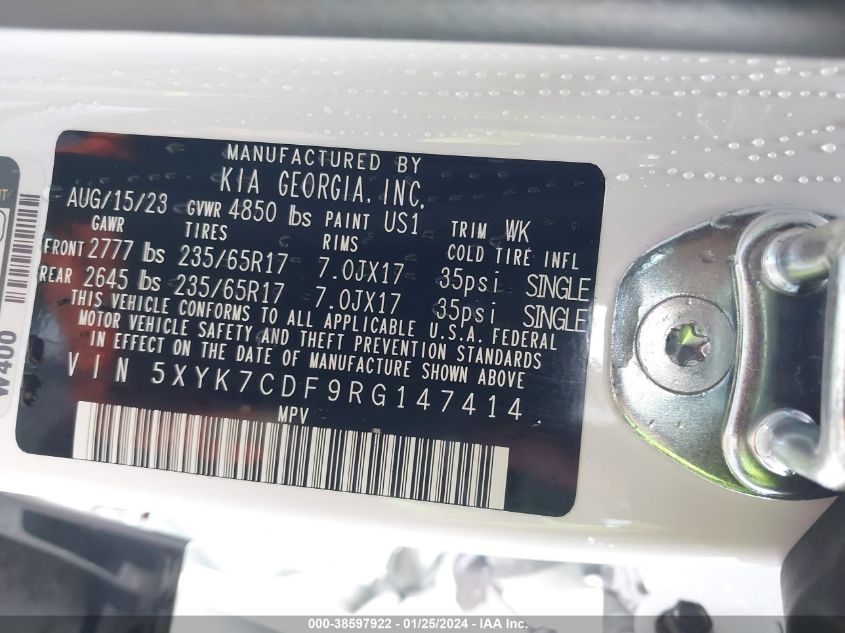 MANUFACTURED BY
KIA GEORGIA, INC.
AUG/15/23 GVWR 4850 lbs PAINT US1 TRIM WK
GAWR TIRES RIMS COLD TIRE INFL
FRONT 2777 lbs 235/65R17 7.0JX17 35psi SINGLE
REAR 2645 lbs 235/65R17 7.0JX17 35psi SINGLE
THIS VEHICLE CONFORMS TO ALL APPLICABLE U.S.A. FEDERAL
MOTOR VEHICLE SAFETY AND THEFT PREVENTION STANDARDS
IN EFFECT ON THE DATE OF MANUFACTURE SHOWN ABOVE
VIN 5XYK7CDF9RG147414
MPV
W400
000-38597922 - 01/25/2024 - IAA Inc.